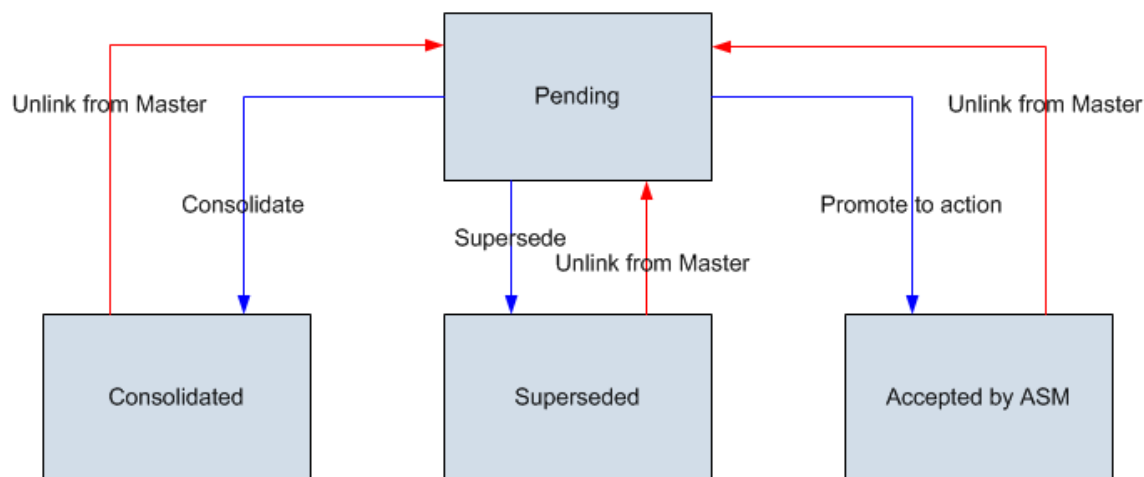 Pending
Unlink from Master
Unlink from Master
Consolidate
Promote to action
Supersede
Unlink from Master
Consolidated
Superseded
Accepted by ASM